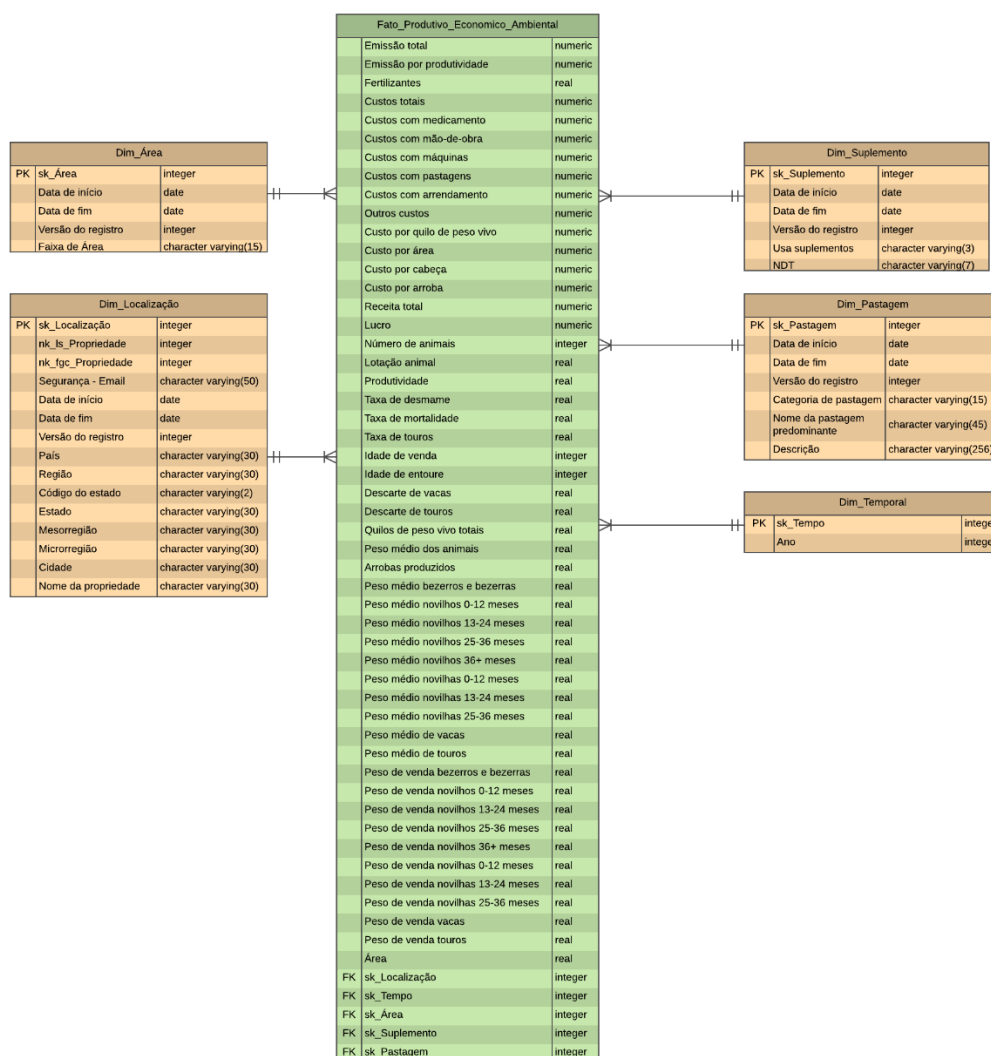 Fato_Produtivo_Economico_Ambiental
Emissão total numeric
Emissão por produtividade numeric
Fertilizantes real
Custos totais numeric
Custos com medicamento numeric
Custos com mão-de-obra numeric
Custos com máquinas numeric
Custos com pastagens numeric
Custos com arrendamento numeric
Outros custos numeric
Custo por quilo de peso vivo numeric
Custo por área numeric
Custo por cabeça numeric
Custo por arroba numeric
Receita total numeric
Lucro numeric
Número de animais integer
Lotação animal real
Produtividade real
Taxa de desmame real
Taxa de mortalidade real
Taxa de touros real
Idade de venda integer
Idade de entoure integer
Descarte de vacas real
Descarte de touros real
Quilos de peso vivo totais real
Peso médio dos animais real
Arrobas produzidos real
Peso médio bezerros e bezerras real
Peso médio novilhos 0-12 meses real
Peso médio novilhos 13-24 meses real
Peso médio novilhos 25-36 meses real
Peso médio novilhos 36+ meses real
Peso médio novilhas 0-12 meses real
Peso médio novilhas 13-24 meses real
Peso médio novilhas 25-36 meses real
Peso médio de vacas real
Peso médio de touros real
Peso de venda bezerros e bezerras real
Peso de venda novilhos 0-12 meses real
Peso de venda novilhos 13-24 meses real
Peso de venda novilhos 25-36 meses real
Peso de venda novilhos 36+ meses real
Peso de venda novilhas 0-12 meses real
Peso de venda novilhas 13-24 meses real
Peso de venda novilhas 25-36 meses real
Peso de venda vacas real
Peso de venda touros real
Área real
FK sk_Localização integer
FK sk_Tempo integer
FK sk_Área integer
FK sk_Suplemento integer
FK sk_Pastagem integer
Dim_Área
PK sk_Área integer
Data de início date
Data de fim date
Versão do registro integer
Faixa de Área character varying(15)
Dim_Localização
PK sk_Localização integer
nk_ls_Propriedade integer
nk_fgc_Propriedade integer
Segurança - Email character varying(50)
Data de início date
Data de fim date
Versão do registro integer
País character varying(30)
Região character varying(30)
Código do estado character varying(2)
Estado character varying(30)
Mesorregião character varying(30)
Microrregião character varying(30)
Cidade character varying(30)
Nome da propriedade character varying(30)
Dim_Suplemento
PK sk_Suplemento integer
Data de início date
Data de fim date
Versão do registro integer
Usa suplementos character varying(3)
NDT character varying(7)
Dim_Pastagem
PK sk_Pastagem integer
Data de início date
Data de fim date
Versão do registro integer
Categoria de pastagem character varying(15)
Nome da pastagem
predominante character varying(45)
Descrição character varying(256)
Dim_Temporal
PK sk_Tempo intege
Ano intege